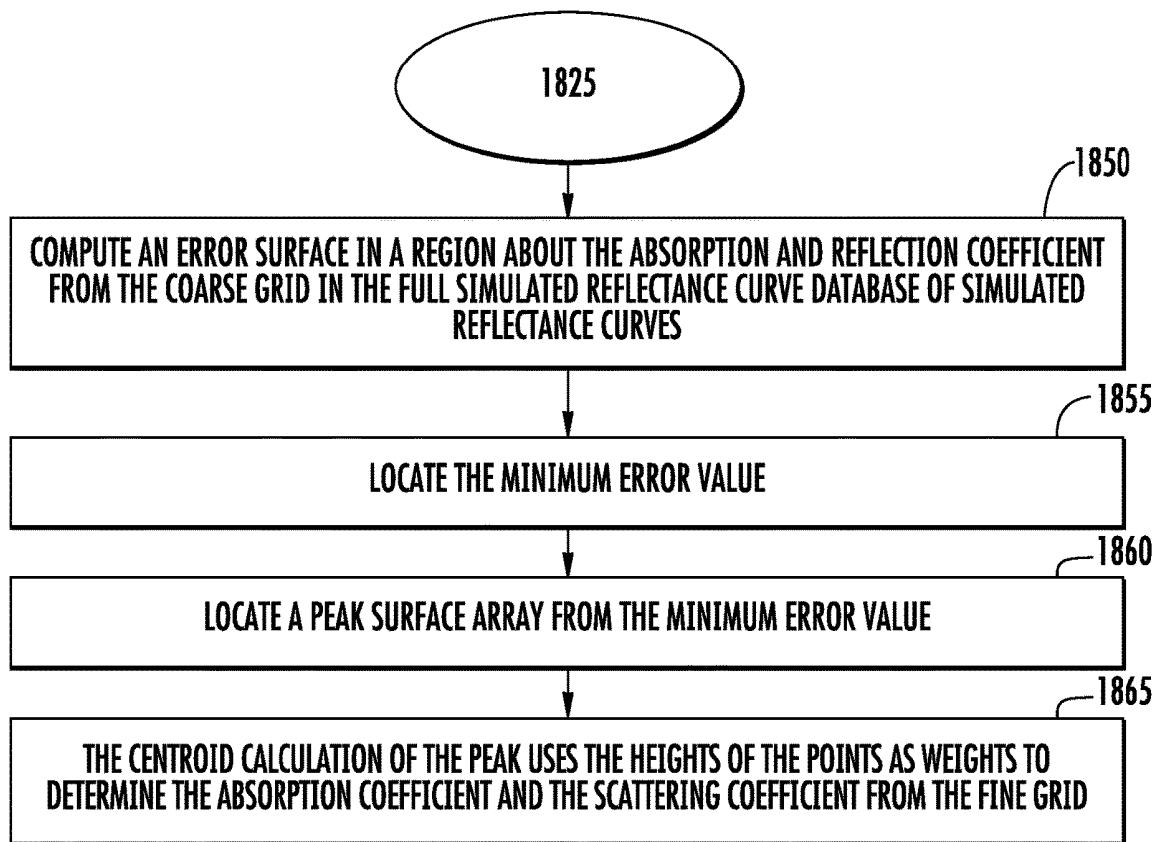 1825
1850
COMPUTE AN ERROR SURFACE IN A REGION ABOUT THE ABSORPTION AND REFLECTION COEFFICIENT
FROM THE COARSE GRID IN THE FULL SIMULATED REFLECTANCE CURVE DATABASE OF SIMULATED
REFLECTANCE CURVES
1855
LOCATE THE MINIMUM ERROR VALUE
1860
LOCATE A PEAK SURFACE ARRAY FROM THE MINIMUM ERROR VALUE
1865
THE CENTROID CALCULATION OF THE PEAK USES THE HEIGHTS OF THE POINTS AS WEIGHTS TO
DETERMINE THE ABSORPTION COEFFICIENT AND THE SCATTERING COEFFICIENT FROM THE FINE GRID